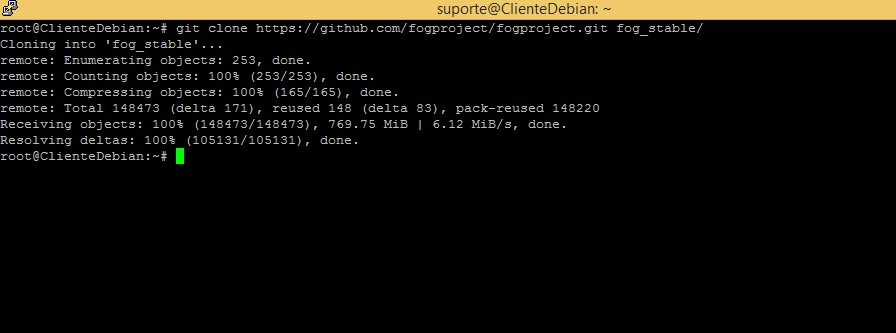 suporte@ClienteDebian: ~
root@ClienteDebian:~# git clone https://github.com/fogproject/fogproject.git fog_stable/
Cloning into 'fog_stable'...
remote: Enumerating objects: 253, done.
remote: Counting objects: 100% (253/253), done.
remote: Compressing objects: 100% (165/165), done.
remote: Total 148473 (delta 171), reused 148 (delta 83), pack-reused 148220
Receiving objects: 100% (148473/148473), 769.75 MiB | 6.12 MiB/s, done.
Resolving deltas: 100% (105131/105131), done.
root@ClienteDebian:~#